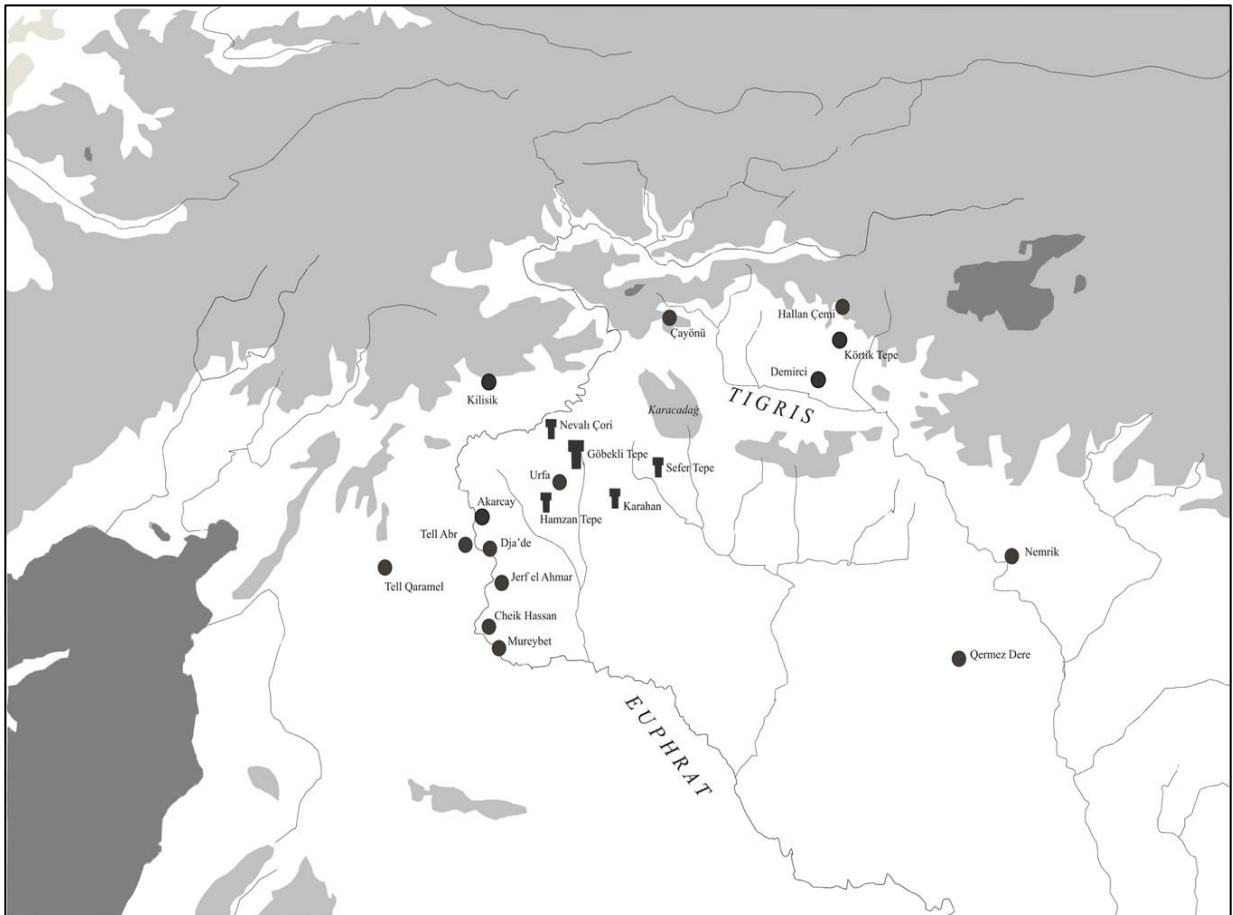 Hallan Çemi
Çayönü
Körtik Tepe
Demirci
Kilisik
TIGRIS
Karacadağ
Nevalı Çori
Göbekli Tepe
Sefer Tepe
Urfa
Karahan
Hamzan Tepe
Akarcay
Tell Abr
Dja'de
Nemrik
Tell Qaramel
Jerf el Ahmar
Cheik Hassan
Mureybet
Qermez Dere
EUPHRAT